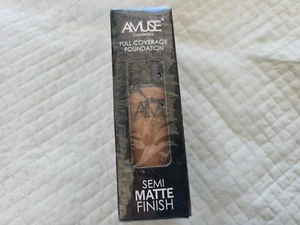 AMUSE
Cosmetics
FULL COVERAGE
FOUNDATION
SEMI
MATTE
FINISH